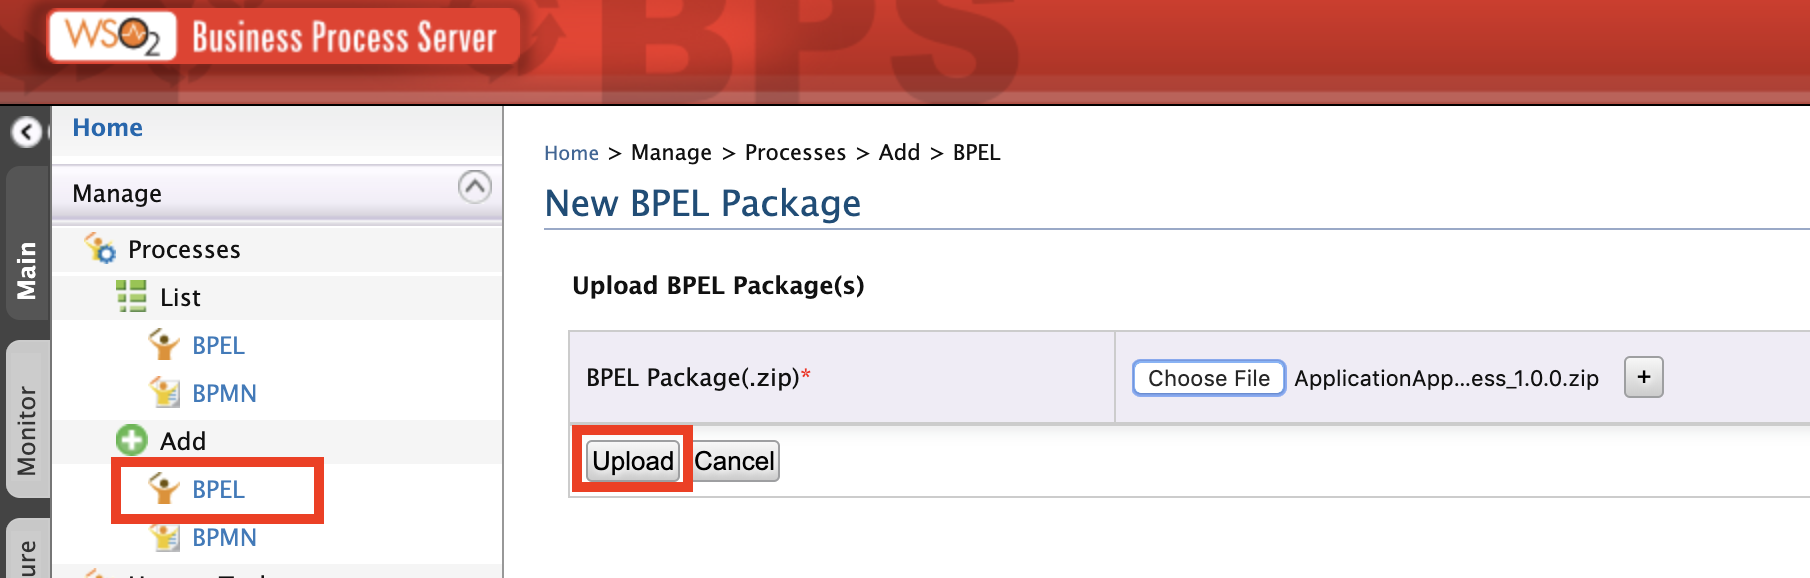 WSO2 Business Process Server
BPS
Home
Manage
Processes
List
BPEL
BPMN
Add
BPEL
BPMN
Main
Monitor
Home > Manage > Processes > Add > BPEL
New BPEL Package
Upload BPEL Package(s)
BPEL Package(.zip)*
Choose File ApplicationApp...ess_1.0.0.zip +
Upload Cancel